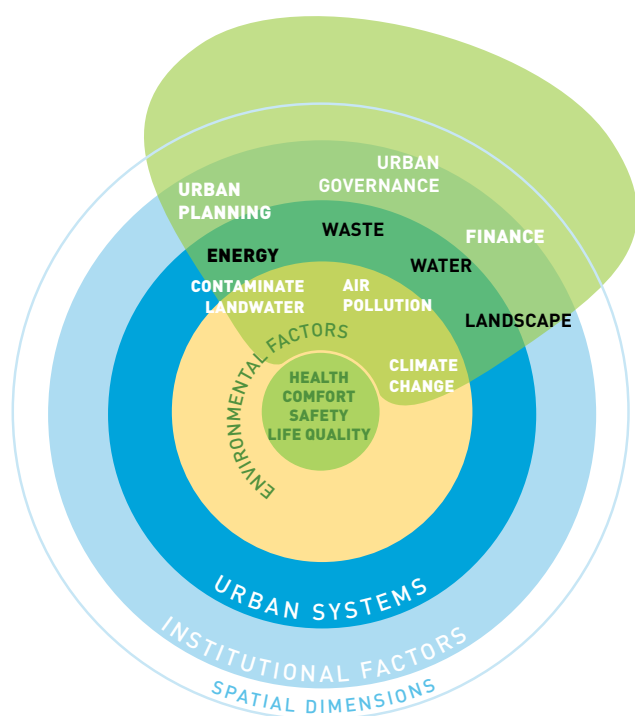 URBAN
GOVERNANCE
URBAN
PLANNING
WASTE
FINANCE
ENERGY
WATER
CONTAMINATE
LANDWATER
AIR
POLLUTION
LANDSCAPE
ENVIRONMENTAL FACTORS
CLIMATE
CHANGE
HEALTH
COMFORT
SAFETY
LIFE QUALITY
URBAN SYSTEMS
INSTITUTIONAL FACTORS
SPATIAL DIMENSIONS